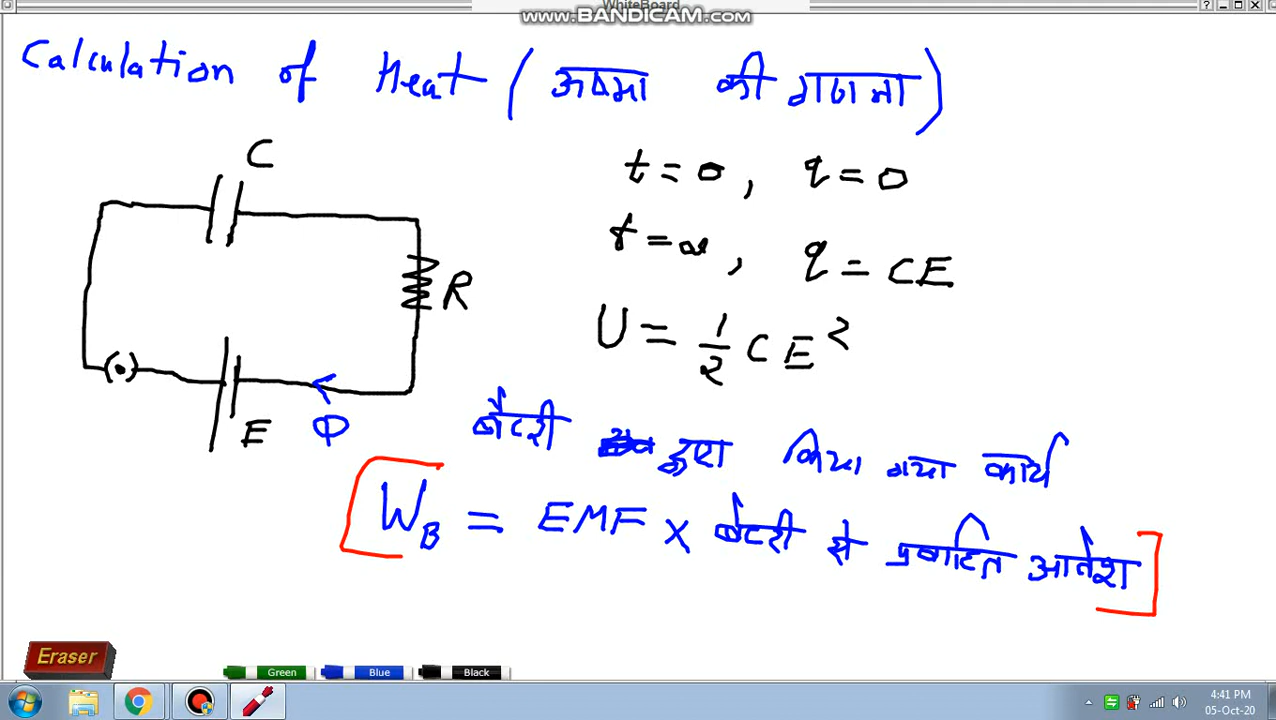 WhiteBoard
www.BANDICAM.com
Calculation of Heat (ऊष्मा की गणना)
C
t = 0, q = 0
t = ∞, q = CE
R
U = 1/2 CE²
E
बैटरी द्वारा किया गया कार्य
W_B = EMF × बैटरी से प्रवाहित आवेश
Eraser
Green Blue Black
4:41 PM
05-Oct-20